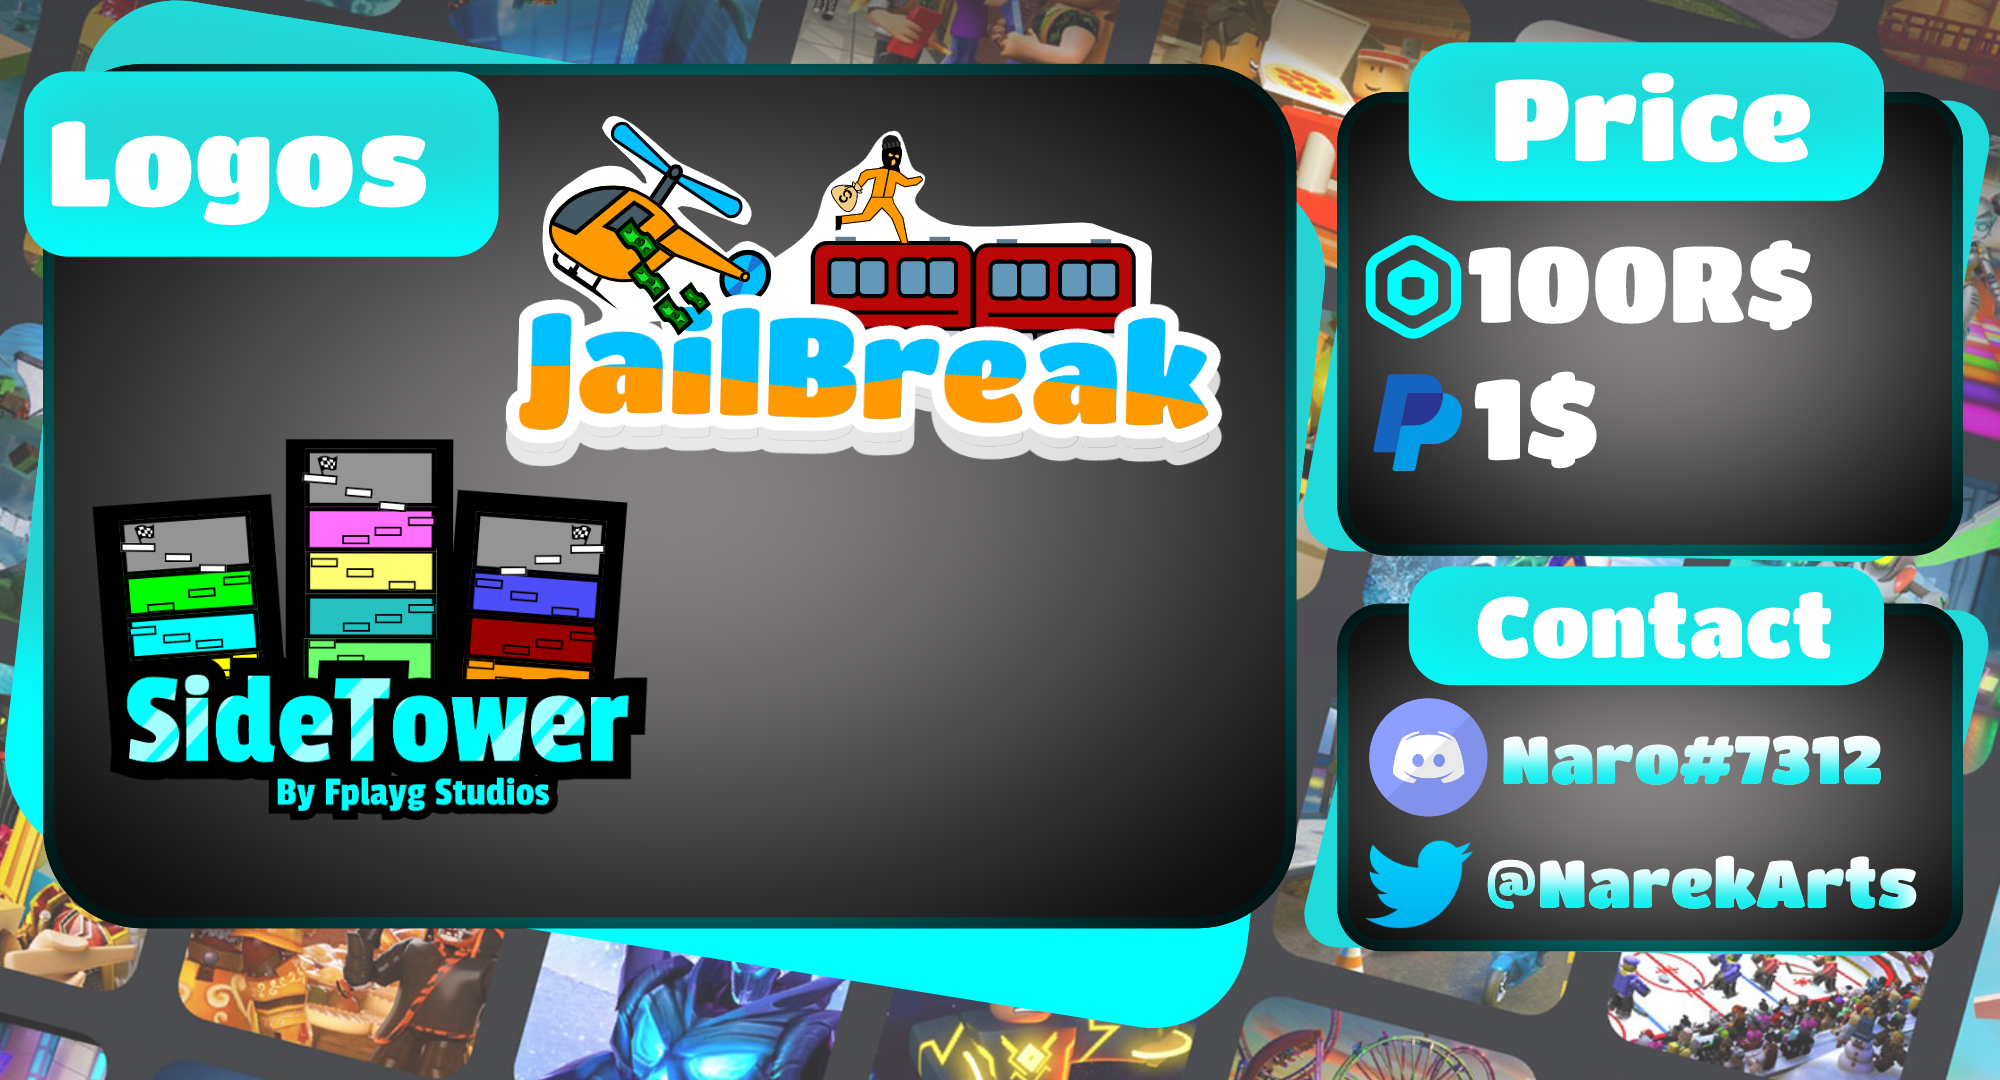 Logos
JailBreak
SideTower
By Fplayg Studios
Price
100R$
1$
Contact
Naro#7312
@NarekArts